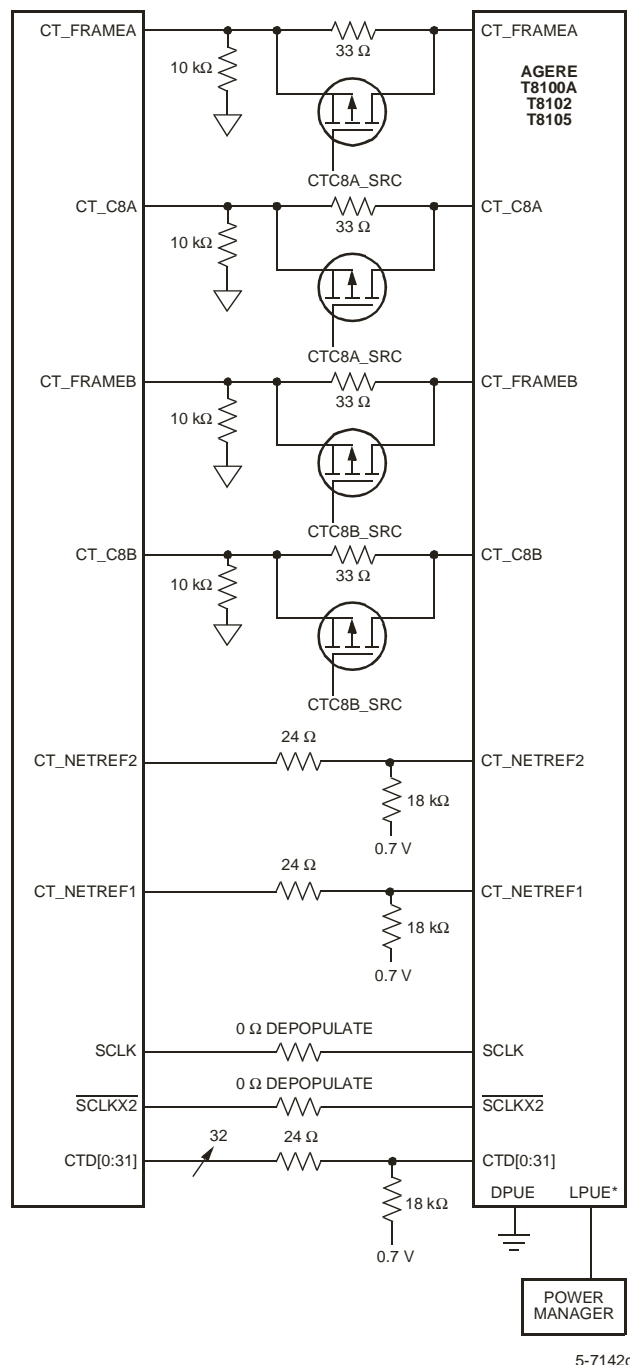 CT_FRAMEA
33 Ω
CT_FRAMEA
10 kΩ
AGERE
T8100A
T8102
T8105
CTC8A_SRC
CT_C8A
33 Ω
CT_C8A
10 kΩ
CTC8A_SRC
CT_FRAMEB
33 Ω
CT_FRAMEB
10 kΩ
CTC8B_SRC
CT_C8B
33 Ω
CT_C8B
10 kΩ
CTC8B_SRC
24 Ω
CT_NETREF2
CT_NETREF2
18 kΩ
0.7 V
24 Ω
CT_NETREF1
CT_NETREF1
18 kΩ
0.7 V
0 Ω DEPOPULATE
SCLK
SCLK
0 Ω DEPOPULATE
SCLKX2
SCLKX2
32
24 Ω
CTD[0:31]
CTD[0:31]
DPUE
LPUE*
18 kΩ
0.7 V
POWER
MANAGER